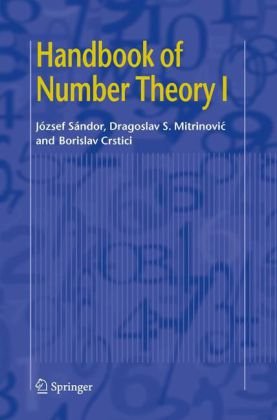 Handbook of
Number Theory I
József Sándor, Dragoslav S. Mitrinović
and Borislav Crstici
Springer